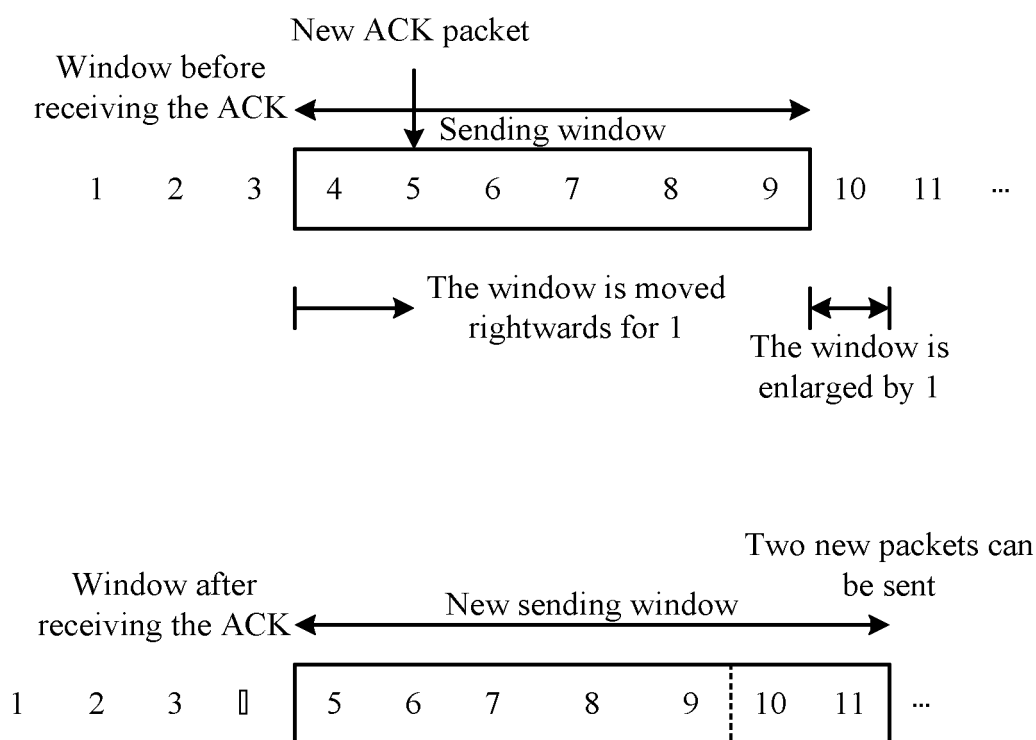 New ACK packet
Window before
receiving the ACK
Sending window
1 2 3 4 5 6 7 8 9 10 11 ...
The window is moved
rightwards for 1
The window is
enlarged by 1
Two new packets can
be sent
Window after
receiving the ACK
New sending window
1 2 3 5 6 7 8 9 10 11 ...